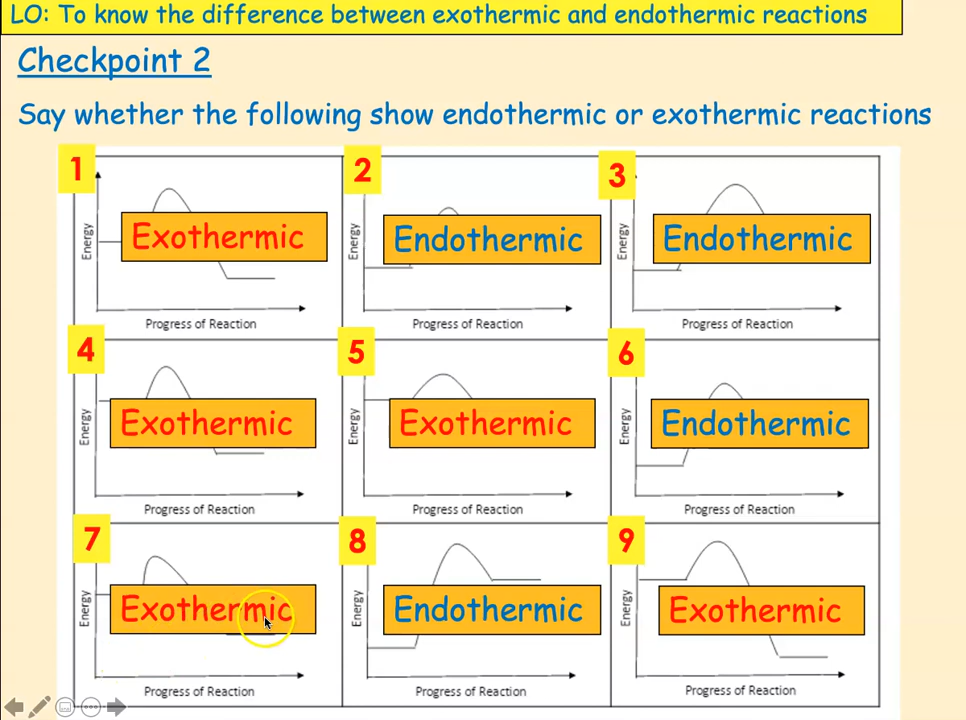 LO: To know the difference between exothermic and endothermic reactions
Checkpoint 2
Say whether the following show endothermic or exothermic reactions
1
Energy
Exothermic
Progress of Reaction
2
Energy
Endothermic
Progress of Reaction
3
Energy
Endothermic
Progress of Reaction
4
Energy
Exothermic
Progress of Reaction
5
Energy
Exothermic
Progress of Reaction
6
Energy
Endothermic
Progress of Reaction
7
Energy
Exothermic
Progress of Reaction
8
Energy
Endothermic
Progress of Reaction
9
Energy
Exothermic
Progress of Reaction